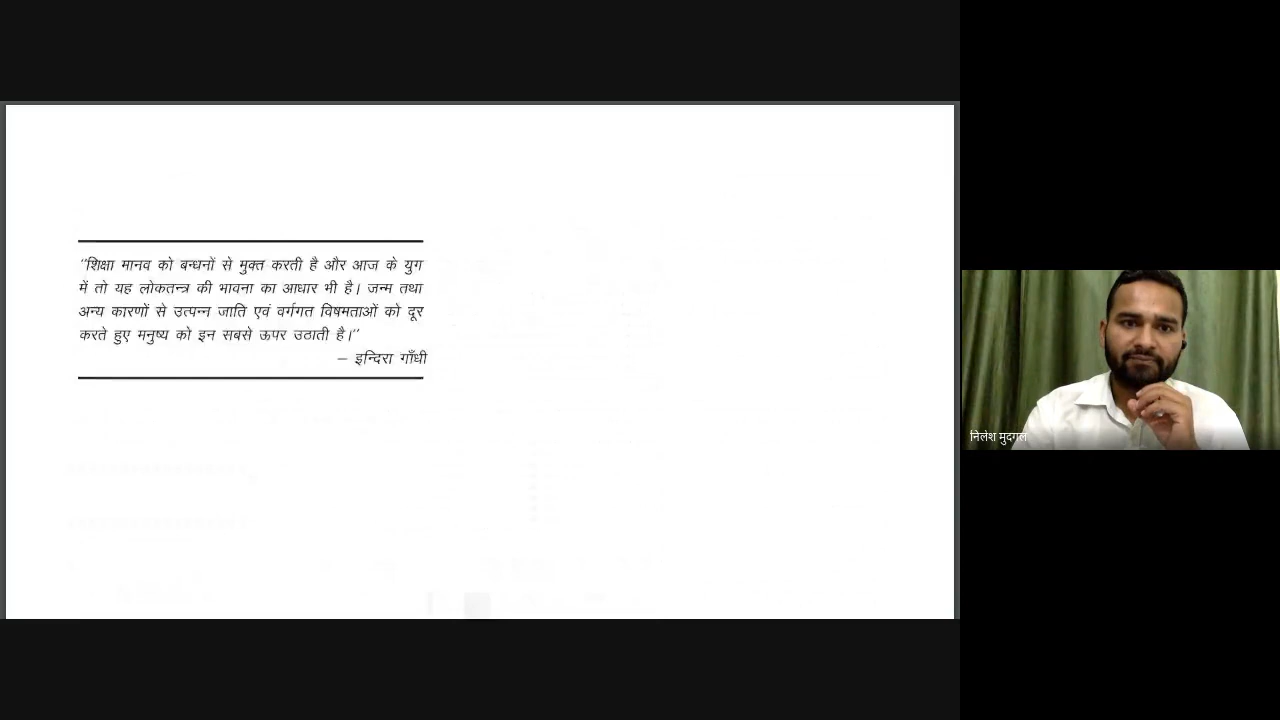 “शिक्षा मानव को बन्धनों से मुक्त करती है और आज के युग
में तो यह लोकतन्त्र की भावना का आधार भी है। जन्म तथा
अन्य कारणों से उत्पन्न जाति एवं वर्गगत विषमताओं को दूर
करते हुए मनुष्य को इन सबसे ऊपर उठाती है।”
– इन्दिरा गाँधी
निलेश मुदगल